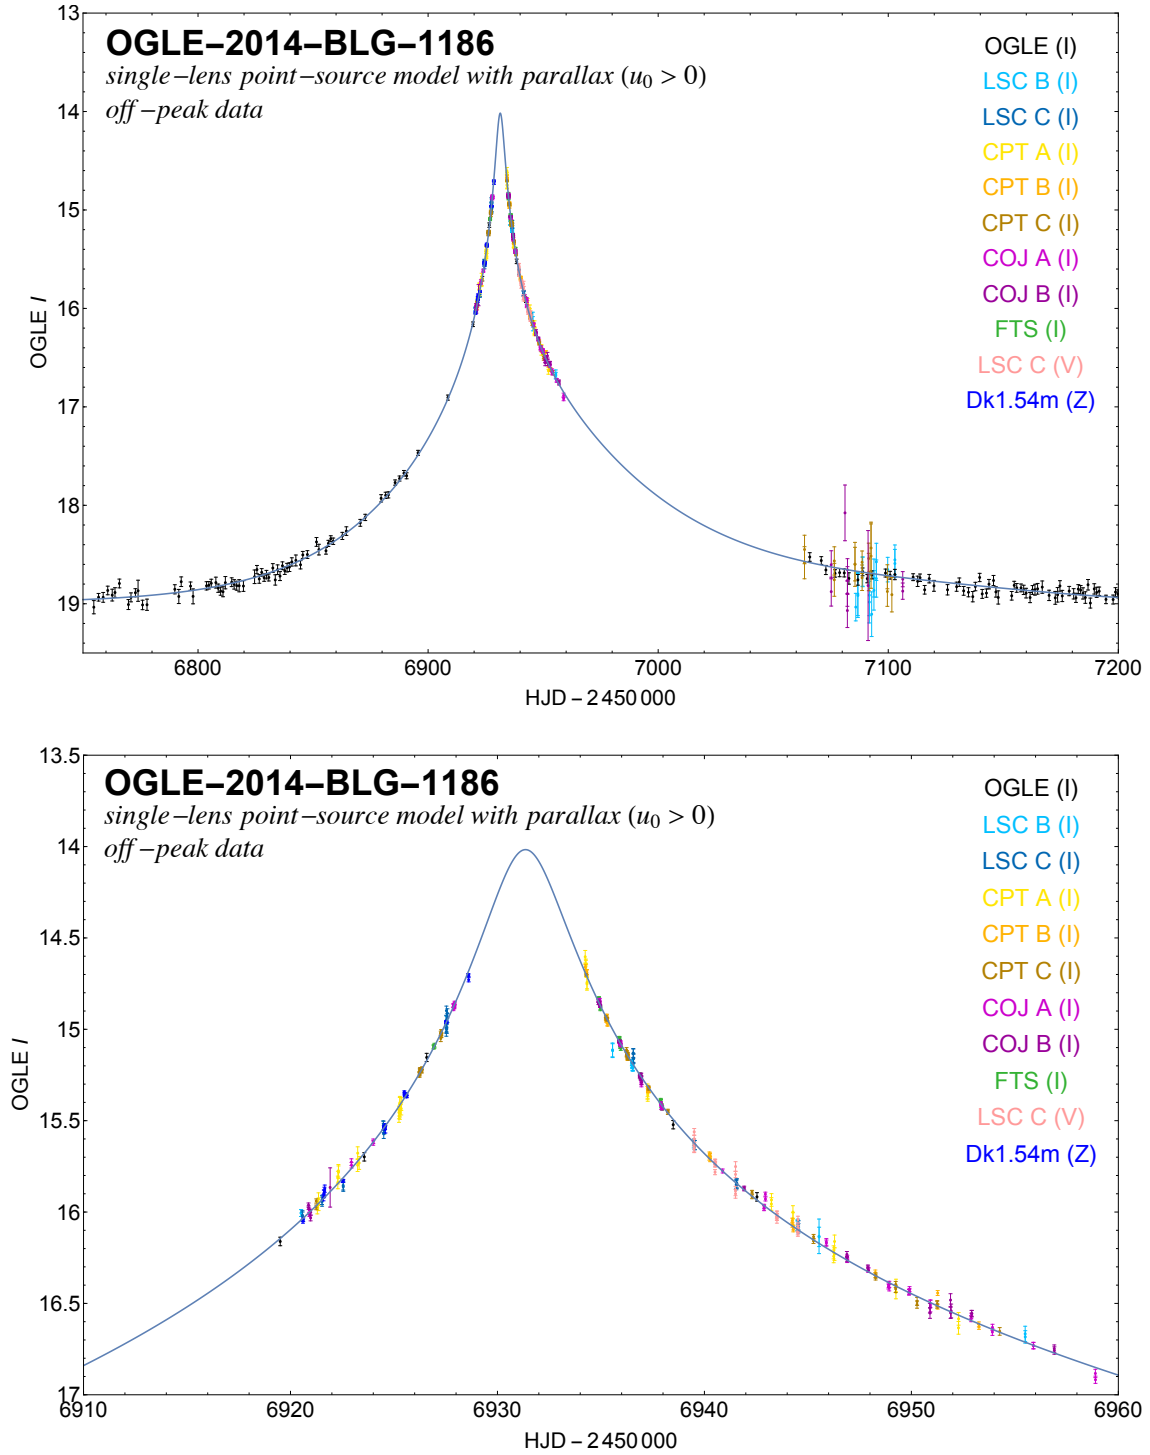 OGLE−2014−BLG−1186
single−lens point−source model with parallax (u₀ > 0)
off−peak data
OGLE (I)
LSC B (I)
LSC C (I)
CPT A (I)
CPT B (I)
CPT C (I)
COJ A (I)
COJ B (I)
FTS (I)
LSC C (V)
Dk1.54m (Z)
13
14
15
16
17
18
19
OGLE I
6800
6900
7000
7100
7200
HJD − 2 450 000
OGLE−2014−BLG−1186
single−lens point−source model with parallax (u₀ > 0)
off−peak data
OGLE (I)
LSC B (I)
LSC C (I)
CPT A (I)
CPT B (I)
CPT C (I)
COJ A (I)
COJ B (I)
FTS (I)
LSC C (V)
Dk1.54m (Z)
13.5
14
14.5
15
15.5
16
16.5
17
OGLE I
6910
6920
6930
6940
6950
6960
HJD − 2 450 000